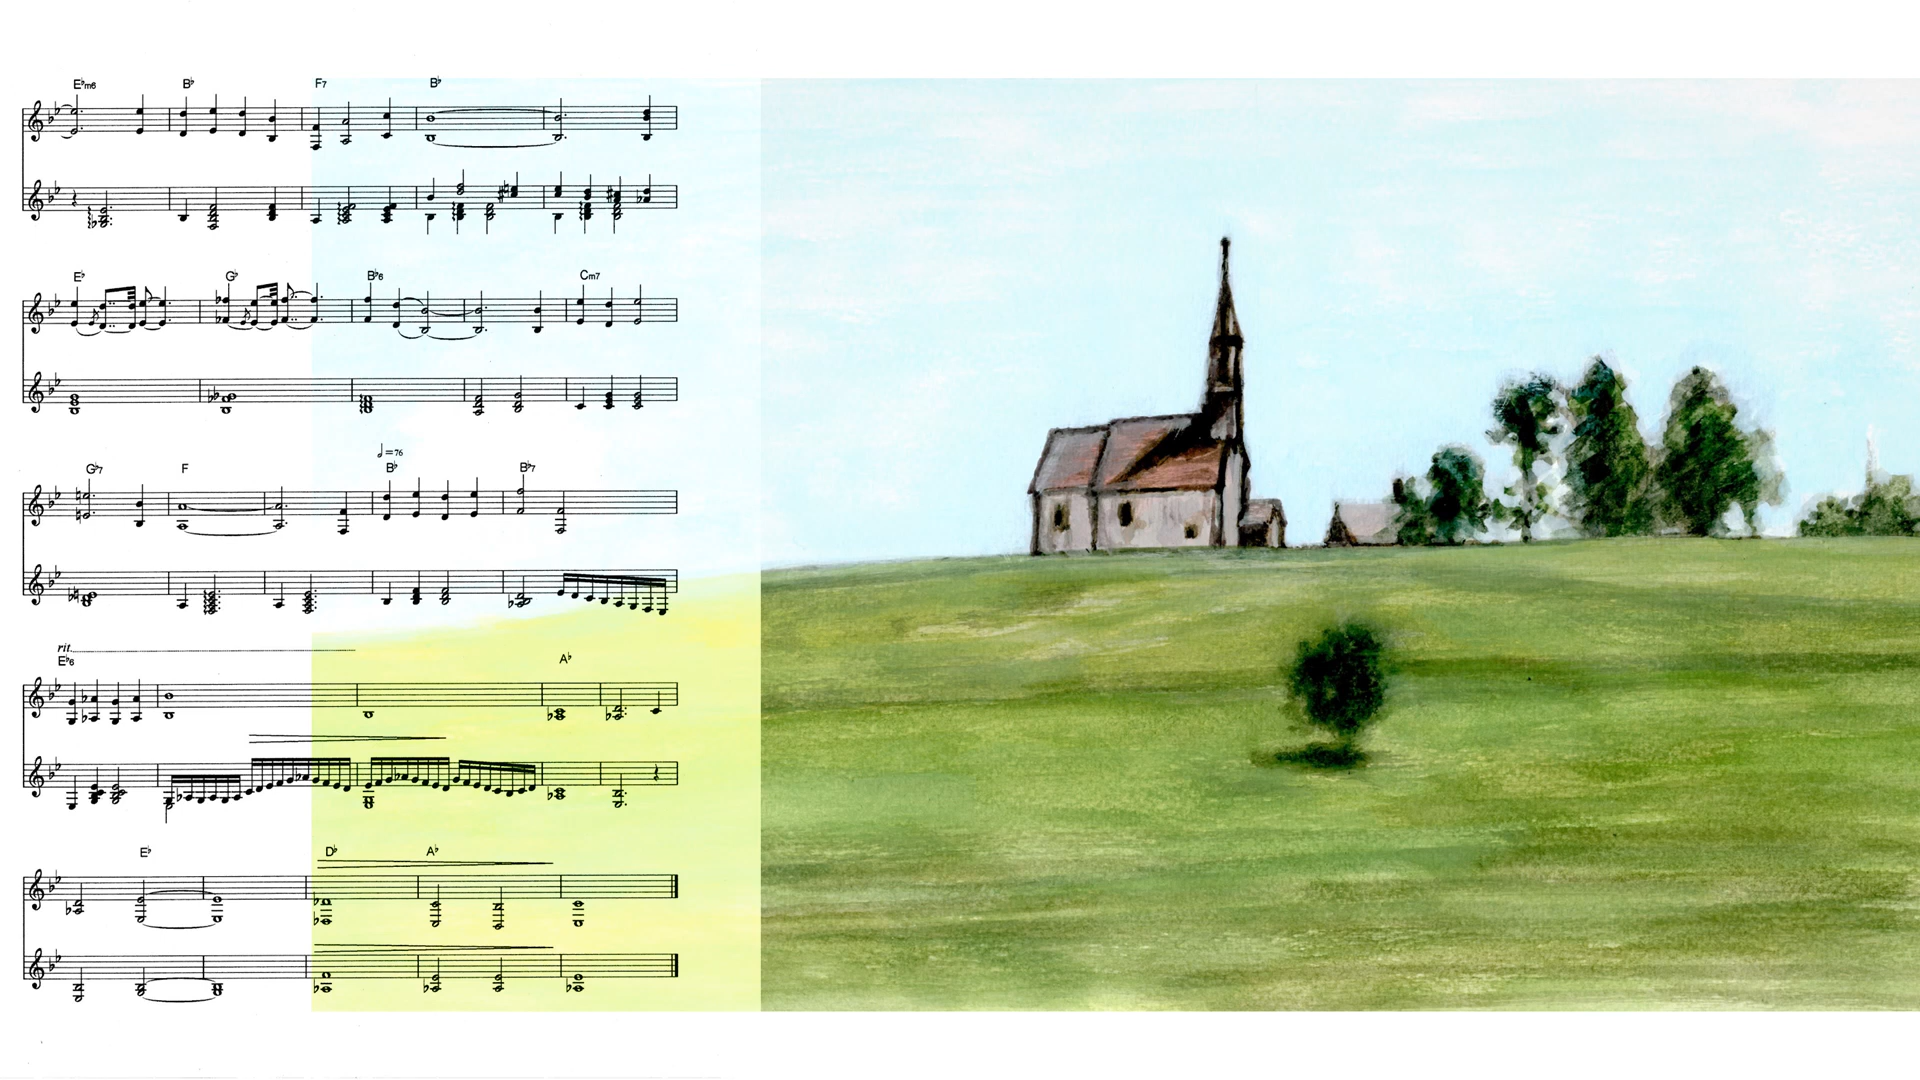 E♭m6 B♭ F7 B♭
E♭ G♭ B♭6 Cm7
𝅗𝅥=76
G♭7 F B♭ B♭7
rit.
E♭6 A♭
E♭ D♭ A♭